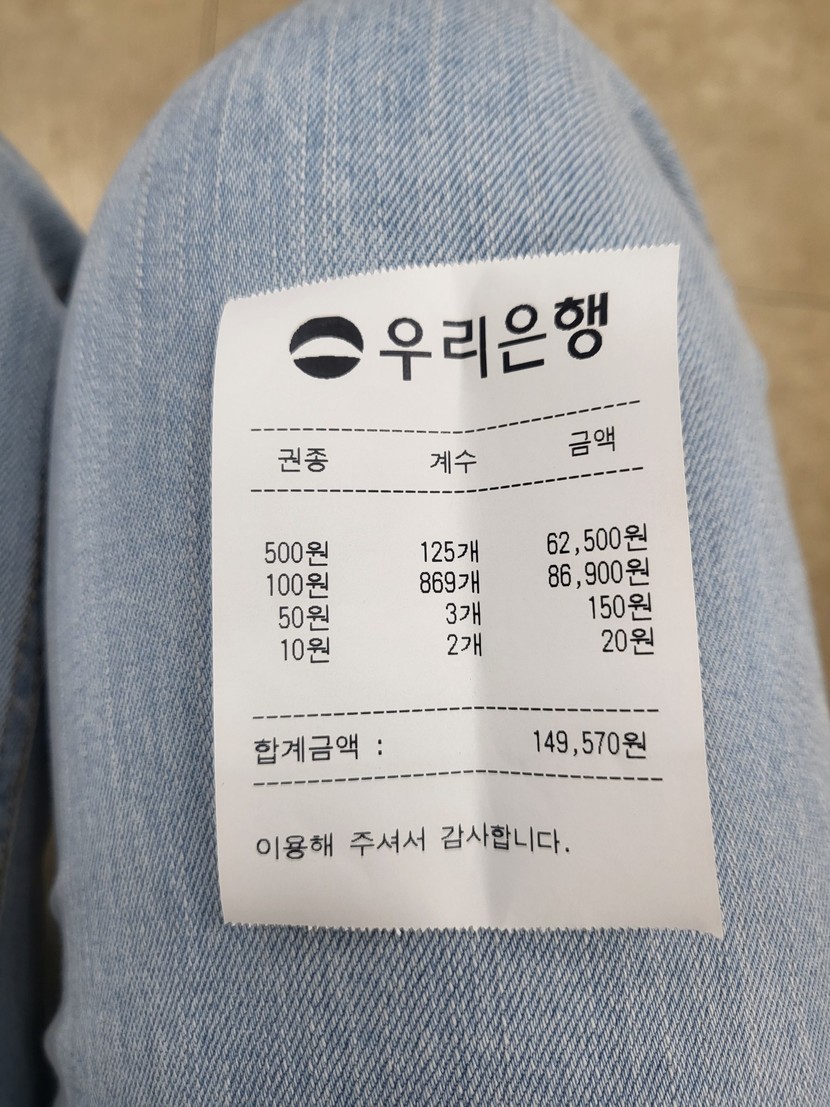 우리은행
권종 계수 금액
500원 125개 62,500원
100원 869개 86,900원
50원 3개 150원
10원 2개 20원
합계금액 : 149,570원
이용해 주셔서 감사합니다.